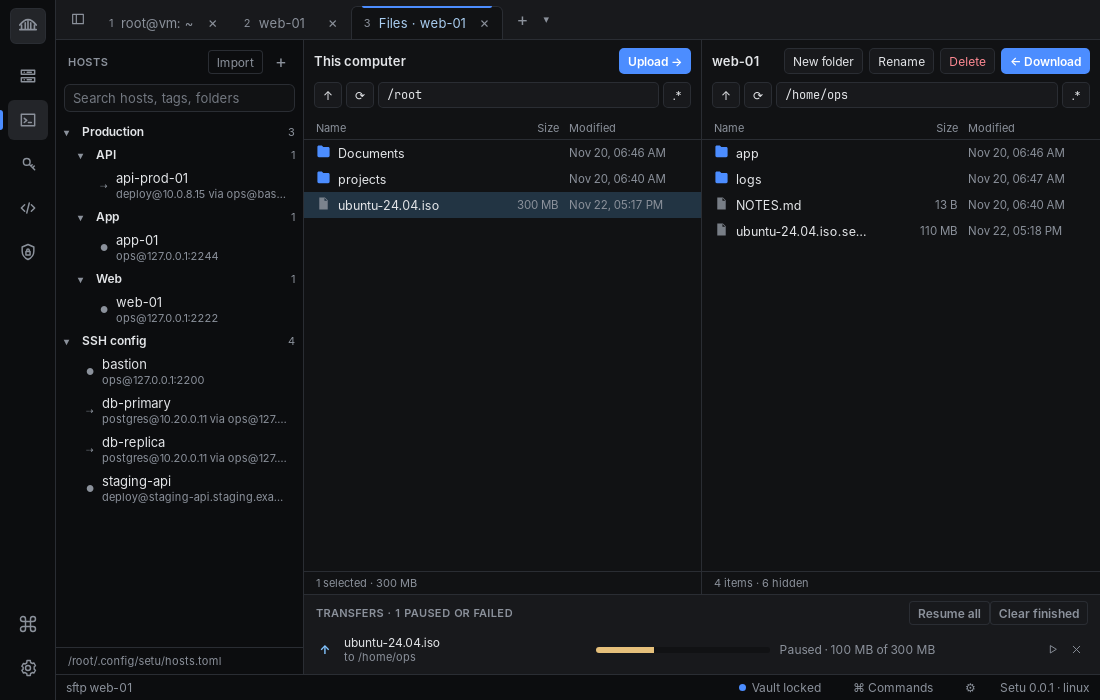 1 root@vm: ~ ✕ 2 web-01 ✕ 3 Files · web-01 ✕ + ▾
HOSTS Import +
Search hosts, tags, folders
▾ Production 3
▾ API 1
⇢ api-prod-01
deploy@10.0.8.15 via ops@bas…
▾ App 1
● app-01
ops@127.0.0.1:2244
▾ Web 1
● web-01
ops@127.0.0.1:2222
▾ SSH config 4
● bastion
ops@127.0.0.1:2200
⇢ db-primary
postgres@10.20.0.11 via ops@127.…
⇢ db-replica
postgres@10.20.0.11 via ops@127.…
● staging-api
deploy@staging-api.staging.exa…
/root/.config/setu/hosts.toml
This computer Upload →
↑ ⟳ /root .*
Name Size Modified
Documents Nov 20, 06:46 AM
projects Nov 20, 06:40 AM
ubuntu-24.04.iso 300 MB Nov 22, 05:17 PM
1 selected · 300 MB
web-01 New folder Rename Delete ← Download
↑ ⟳ /home/ops .*
Name Size Modified
app Nov 20, 06:46 AM
logs Nov 20, 06:47 AM
NOTES.md 13 B Nov 20, 06:40 AM
ubuntu-24.04.iso.se… 110 MB Nov 22, 05:18 PM
4 items · 6 hidden
TRANSFERS · 1 PAUSED OR FAILED Resume all Clear finished
↑ ubuntu-24.04.iso
to /home/ops
Paused · 100 MB of 300 MB
sftp web-01 ● Vault locked ⌘ Commands ⚙ Setu 0.0.1 · linux